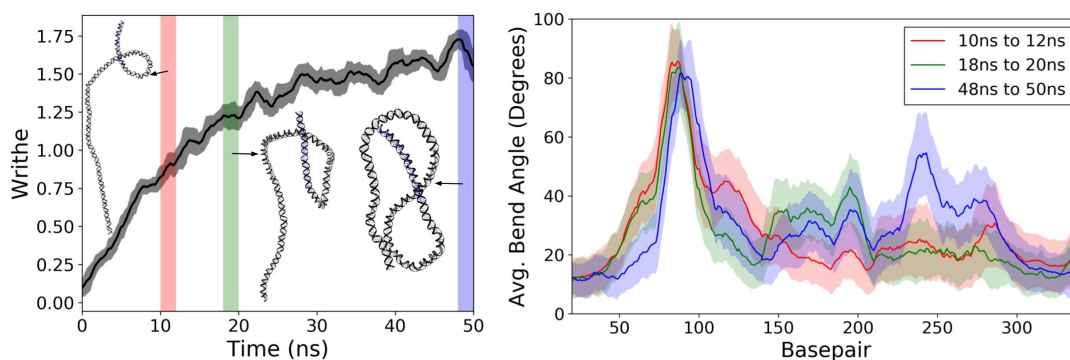 1.75
1.50
1.25
1.00
0.75
0.50
0.25
0.00
Writhe
0 10 20 30 40 50
Time (ns)
100
80
60
40
20
0
Avg. Bend Angle (Degrees)
10ns to 12ns
18ns to 20ns
48ns to 50ns
50 100 150 200 250 300
Basepair